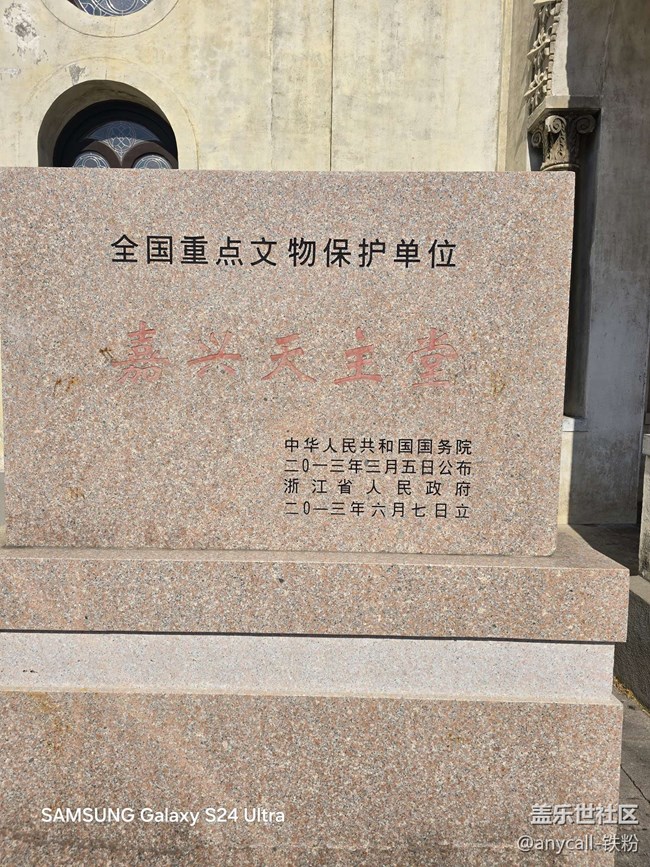 全国重点文物保护单位
嘉兴天主堂
中华人民共和国国务院
二〇一三年三月五日公布
浙江省人民政府
二〇一三年六月七日立
SAMSUNG Galaxy S24 Ultra
盖乐世社区
@anycall-铁粉